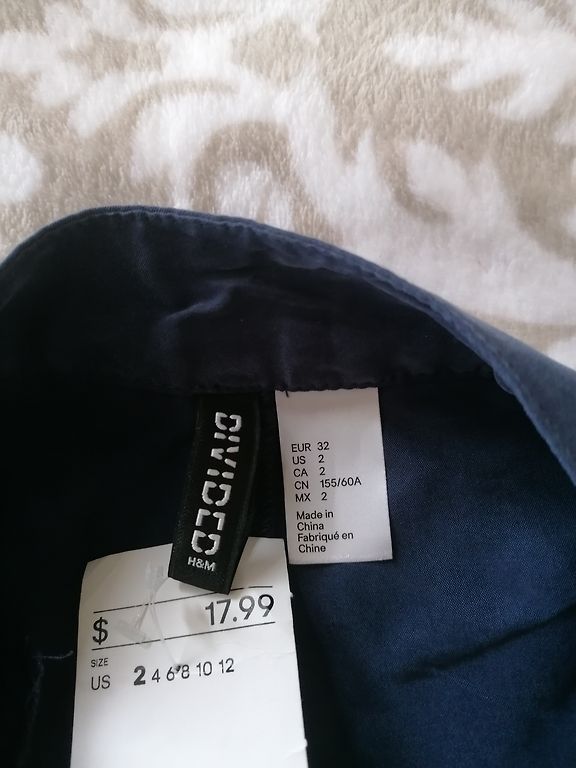 DIVIDED
H&M
EUR 32
US 2
CA 2
CN 155/60A
MX 2
Made in
China
Fabriqué en
Chine
$ 17.99
SIZE
US 2 4 6 8 10 12